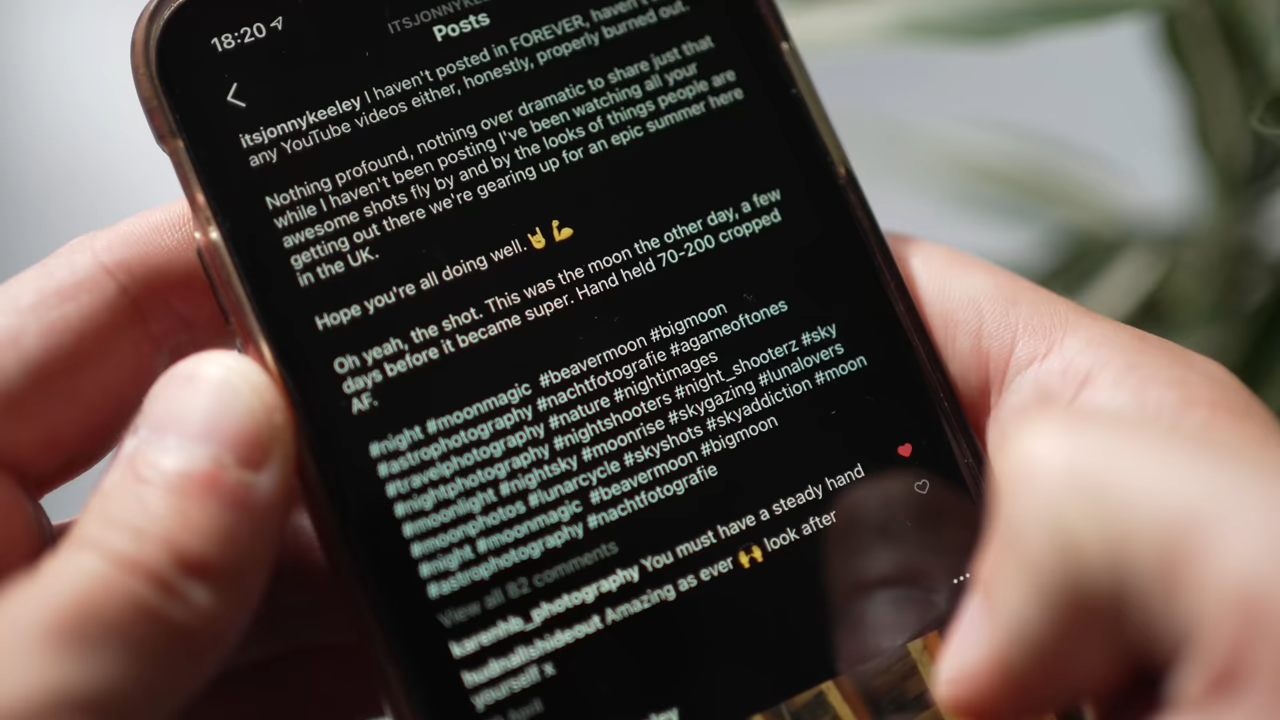 18:20
ITSJONNYKEE
Posts
itsjonnykeeley I haven't posted in FOREVER, haven't
any YouTube videos either, honestly, properly burned out.
Nothing profound, nothing over dramatic to share just that
while I haven't been posting I've been watching all your
awesome shots fly by and by the looks of things people are
getting out there we're gearing up for an epic summer here
in the UK.
Hope you're all doing well.🤘💪
Oh yeah, the shot. This was the moon the other day, a few
days before it became super. Hand held 70-200 cropped
AF.
#night #moonmagic #beavermoon #bigmoon
#astrophotography #nachtfotografie #agameoftones
#travelphotography #nature #nightimages
#nightphotography #nightshooters #night_shooterz #sky
#moonlight #nightsky #moonrise #skygazing #lunalovers
#moonphotos #lunarcycle #skyshots #skyaddiction #moon
#night #moonmagic #beavermoon #bigmoon
#astrophotography #nachtfotografie
View all 82 comments
karenhb_photography You must have a steady hand
hudnallshideout Amazing as ever 🙌 look after
yourself x
April